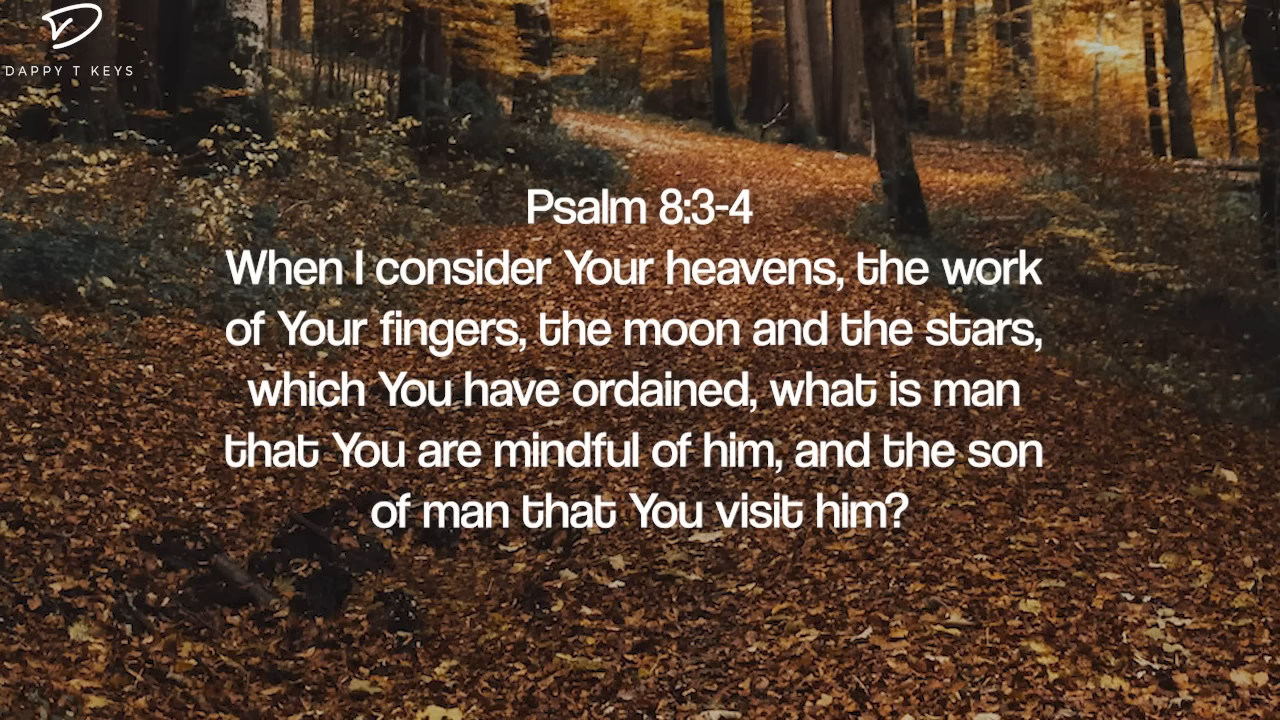 DAPPY T KEYS
Psalm 8:3-4
When I consider Your heavens, the work
of Your fingers, the moon and the stars,
which You have ordained, what is man
that You are mindful of him, and the son
of man that You visit him?